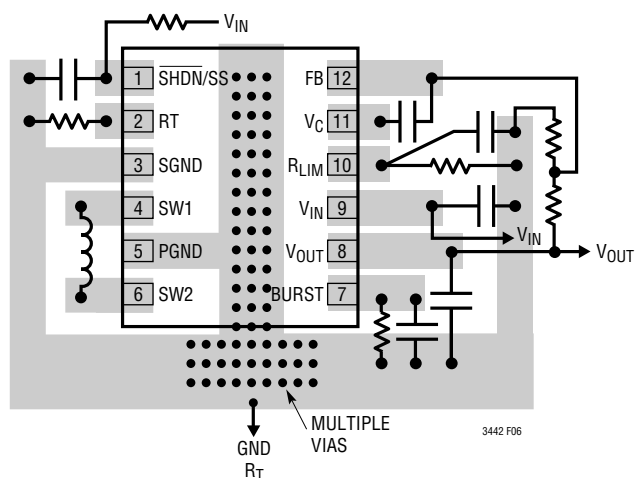 V_IN
1 SHDN/SS
FB 12
2 RT
V_C 11
3 SGND
R_LIM 10
4 SW1
V_IN 9
5 PGND
V_OUT 8
V_IN
V_OUT
6 SW2
BURST 7
MULTIPLE
VIAS
3442 F06
GND
R_T